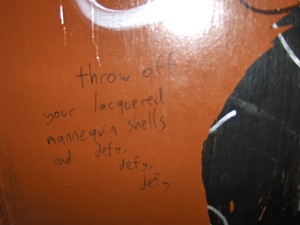 throw off
your lacquered
mannequin shells
and defy,
defy,
defy